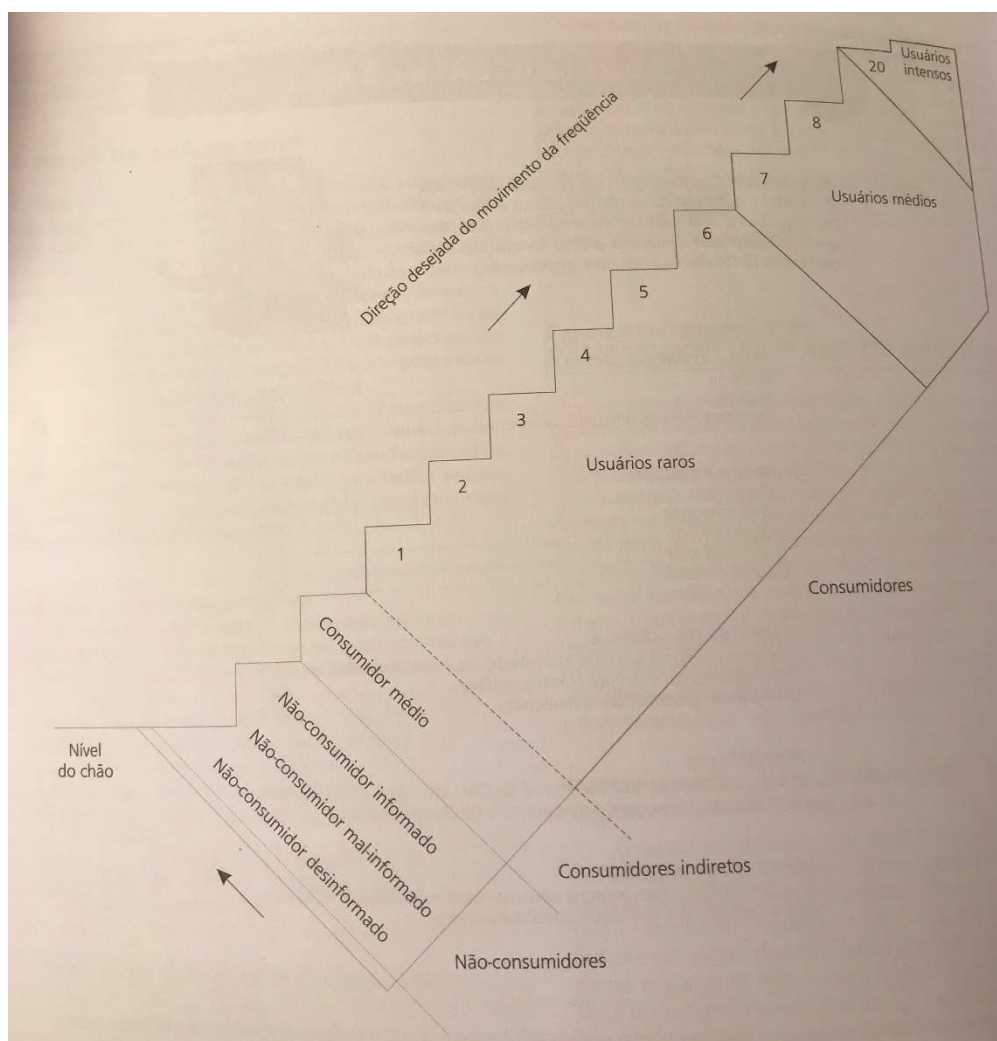 Usuários
intensos
20
8
Usuários médios
7
6
Direção desejada do movimento da freqüência
5
4
3
Usuários raros
2
1
Consumidores
Consumidor médio
Não-consumidor informado
Não-consumidor mal-informado
Não-consumidor desinformado
Nível
do chão
Consumidores indiretos
Não-consumidores